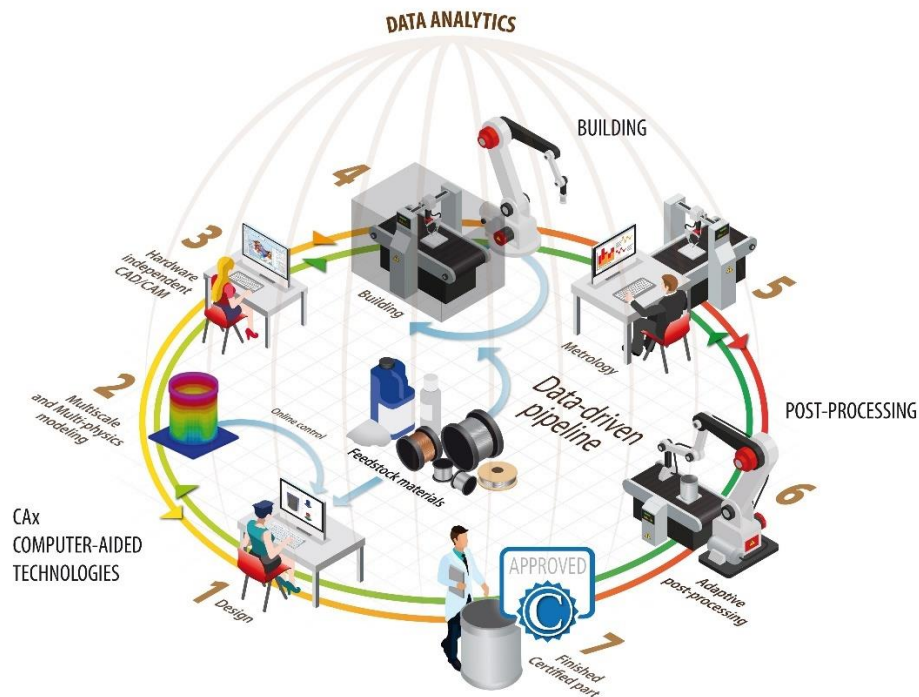 DATA ANALYTICS
BUILDING
4
Building
3
Hardware
independent
CAD/CAM
5
Metrology
2
Multiscale
and Multi-physics
modeling
Online control
Data-driven
pipeline
Feedstock materials
POST-PROCESSING
6
Adaptive
post-processing
CAx
COMPUTER-AIDED
TECHNOLOGIES
1
Design
APPROVED
C
7
Finished
Certified part